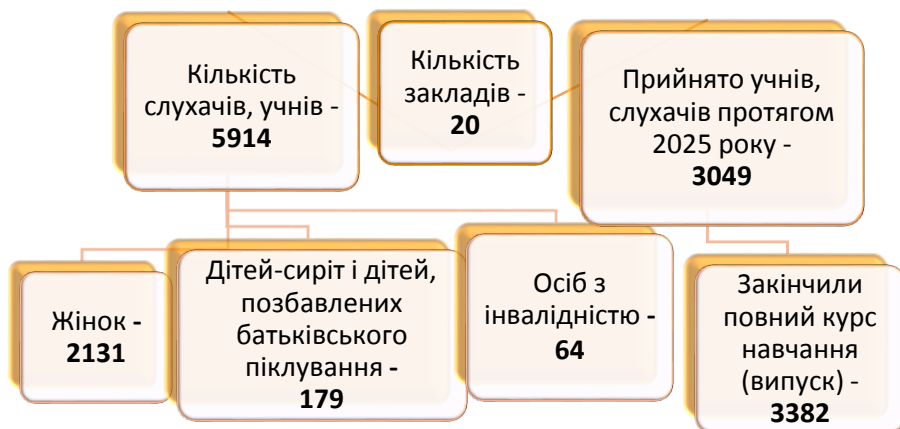 Кількість
слухачів, учнів -
5914
Кількість
закладів -
20
Прийнято учнів,
слухачів протягом
2025 року -
3049
Жінок -
2131
Дітей-сиріт і дітей,
позбавлених
батьківського
піклування -
179
Осіб з
інвалідністю -
64
Закінчили
повний курс
навчання
(випуск) -
3382